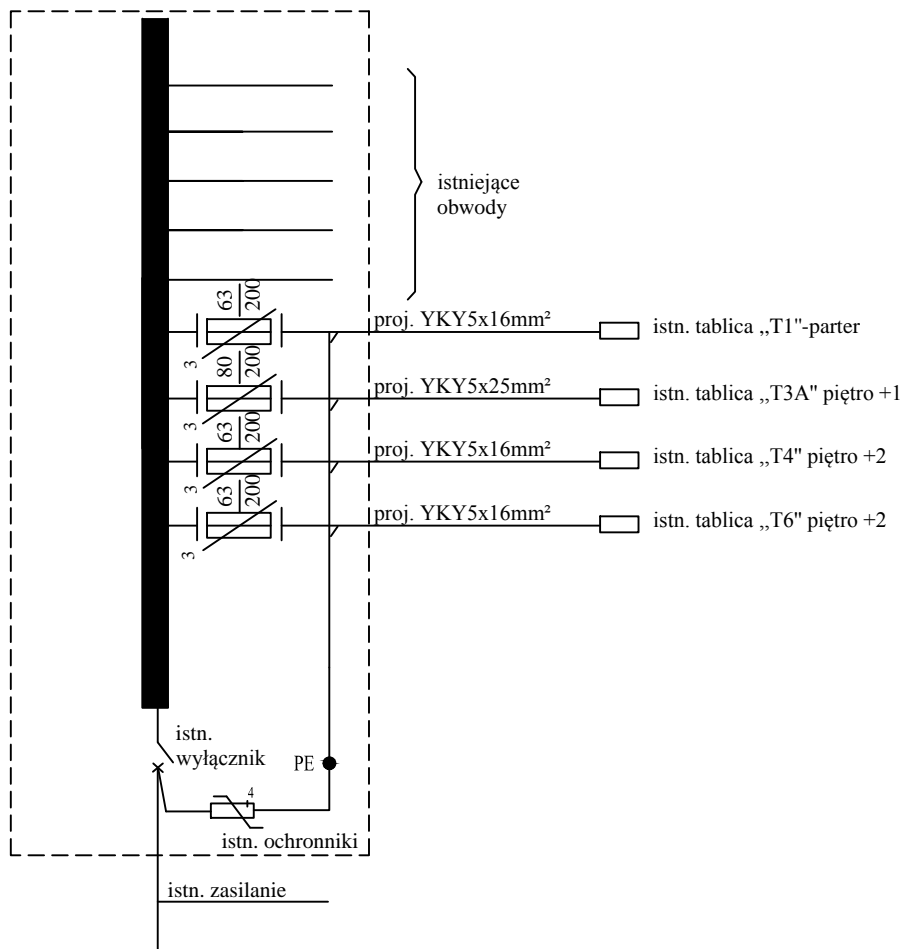 istniejące
obwody
63
200
3
proj. YKY5x16mm²
istn. tablica ,,T1"-parter
80
200
3
proj. YKY5x25mm²
istn. tablica ,,T3A" piętro +1
63
200
3
proj. YKY5x16mm²
istn. tablica ,,T4" piętro +2
63
200
3
proj. YKY5x16mm²
istn. tablica ,,T6" piętro +2
istn.
wyłącznik
PE
4
istn. ochronniki
istn. zasilanie